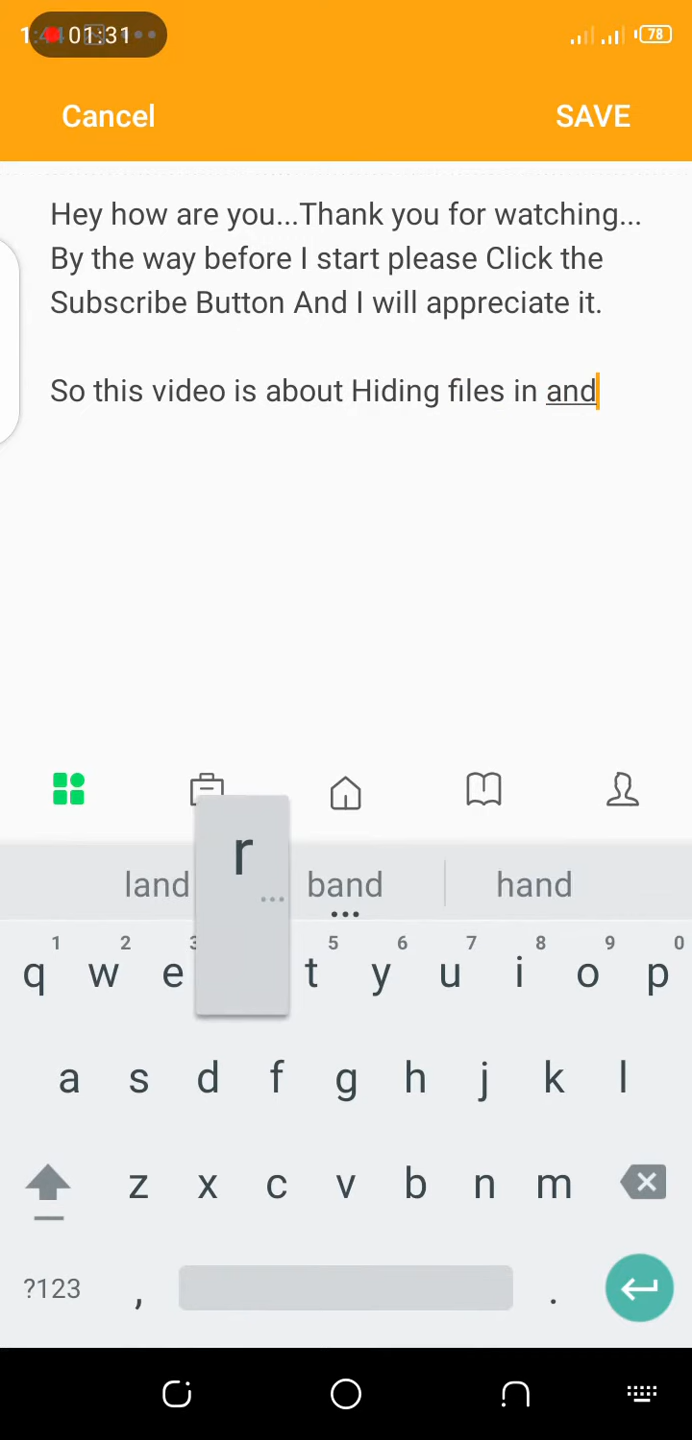 01:31
78
Cancel
SAVE
Hey how are you...Thank you for watching...
By the way before I start please Click the
Subscribe Button And I will appreciate it.
So this video is about Hiding files in and
land
band
hand
r
1 2 5 6 7 8 9 0
q w e t y u i o p
a s d f g h j k l
z x c v b n m
?123 , .